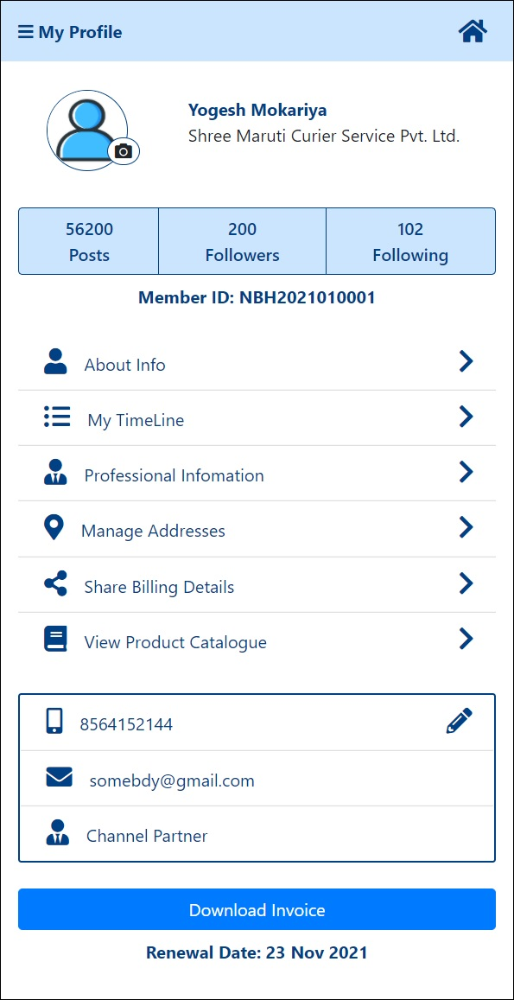 My Profile
Yogesh Mokariya
Shree Maruti Curier Service Pvt. Ltd.
56200 200 102
Posts Followers Following
Member ID: NBH2021010001
About Info
My TimeLine
Professional Infomation
Manage Addresses
Share Billing Details
View Product Catalogue
8564152144
somebdy@gmail.com
Channel Partner
Download Invoice
Renewal Date: 23 Nov 2021